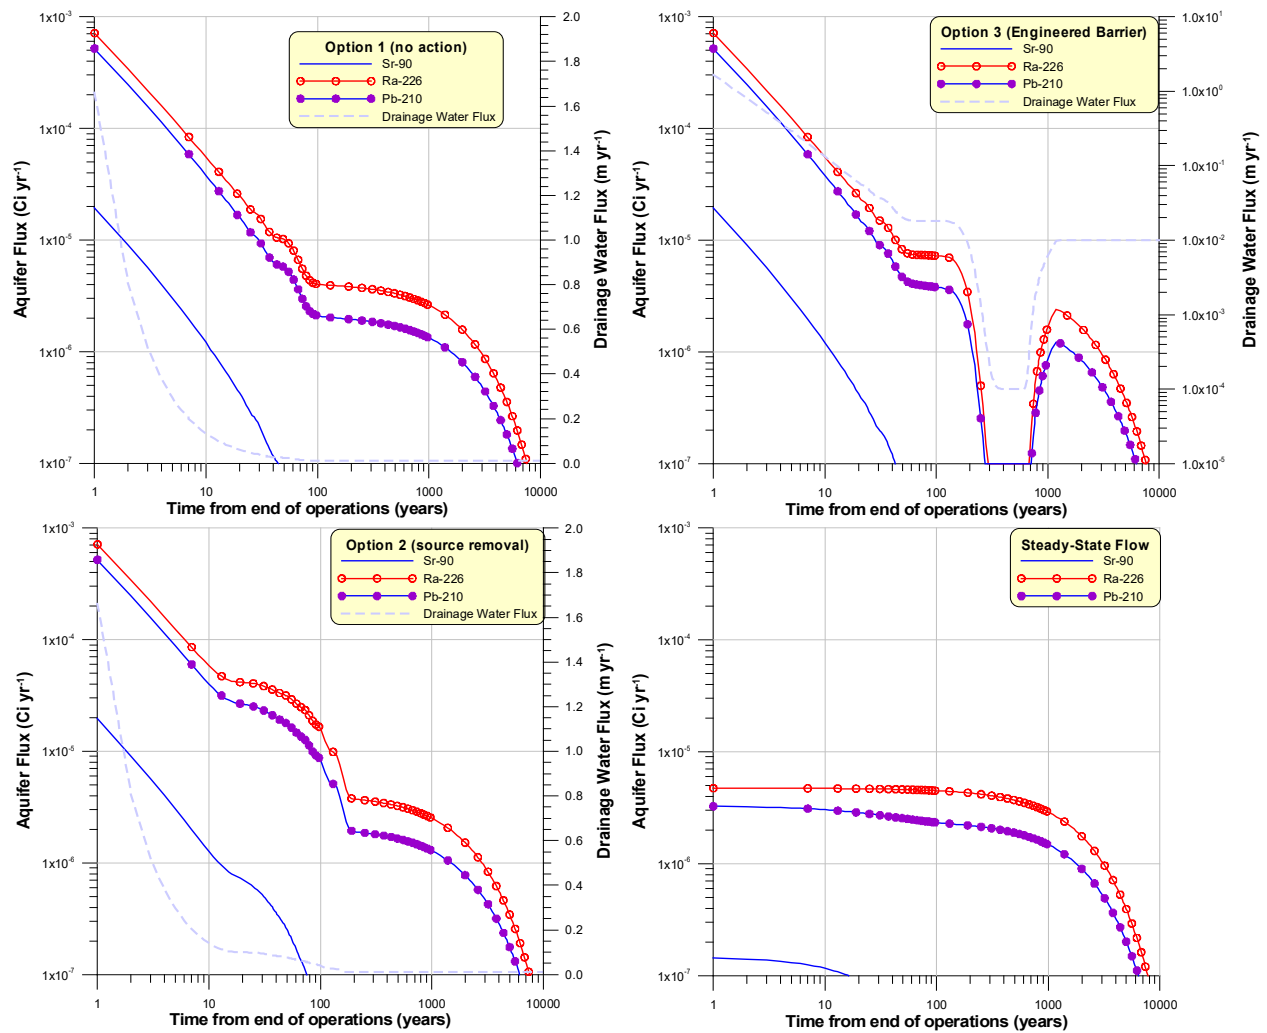 Option 1 (no action)
Sr-90
Ra-226
Pb-210
Drainage Water Flux
1x10⁻³
1x10⁻⁴
1x10⁻⁵
1x10⁻⁶
1x10⁻⁷
Aquifer Flux (Ci yr⁻¹)
2.0
1.8
1.6
1.4
1.2
1.0
0.8
0.6
0.4
0.2
0.0
Drainage Water Flux (m yr⁻¹)
1 10 100 1000 10000
Time from end of operations (years)
Option 3 (Engineered Barrier)
Sr-90
Ra-226
Pb-210
Drainage Water Flux
1x10⁻³
1x10⁻⁴
1x10⁻⁵
1x10⁻⁶
1x10⁻⁷
Aquifer Flux (Ci yr⁻¹)
1.0x10¹
1.0x10⁰
1.0x10⁻¹
1.0x10⁻²
1.0x10⁻³
1.0x10⁻⁴
1.0x10⁻⁵
Drainage Water Flux (m yr⁻¹)
1 10 100 1000 10000
Time from end of operations (years)
Option 2 (source removal)
Sr-90
Ra-226
Pb-210
Drainage Water Flux
1x10⁻³
1x10⁻⁴
1x10⁻⁵
1x10⁻⁶
1x10⁻⁷
Aquifer Flux (Ci yr⁻¹)
2.0
1.8
1.6
1.4
1.2
1.0
0.8
0.6
0.4
0.2
0.0
Drainage Water Flux (m yr⁻¹)
1 10 100 1000 10000
Time from end of operations (years)
Steady-State Flow
Sr-90
Ra-226
Pb-210
1x10⁻³
1x10⁻⁴
1x10⁻⁵
1x10⁻⁶
1x10⁻⁷
Aquifer Flux (Ci yr⁻¹)
1 10 100 1000 10000
Time from end of operations (years)